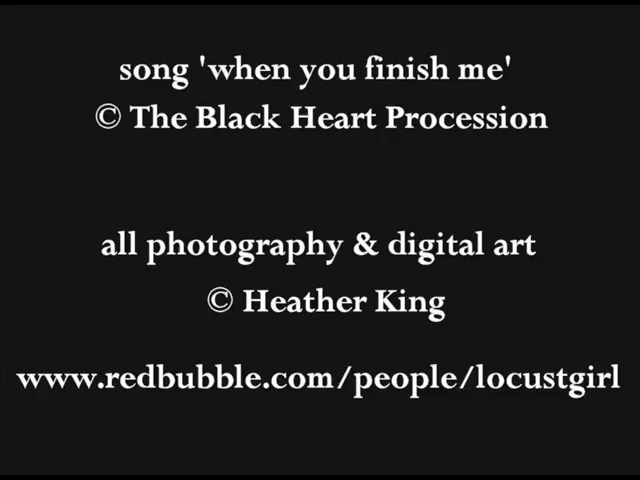 song 'when you finish me'
© The Black Heart Procession
all photography & digital art
© Heather King
www.redbubble.com/people/locustgirl